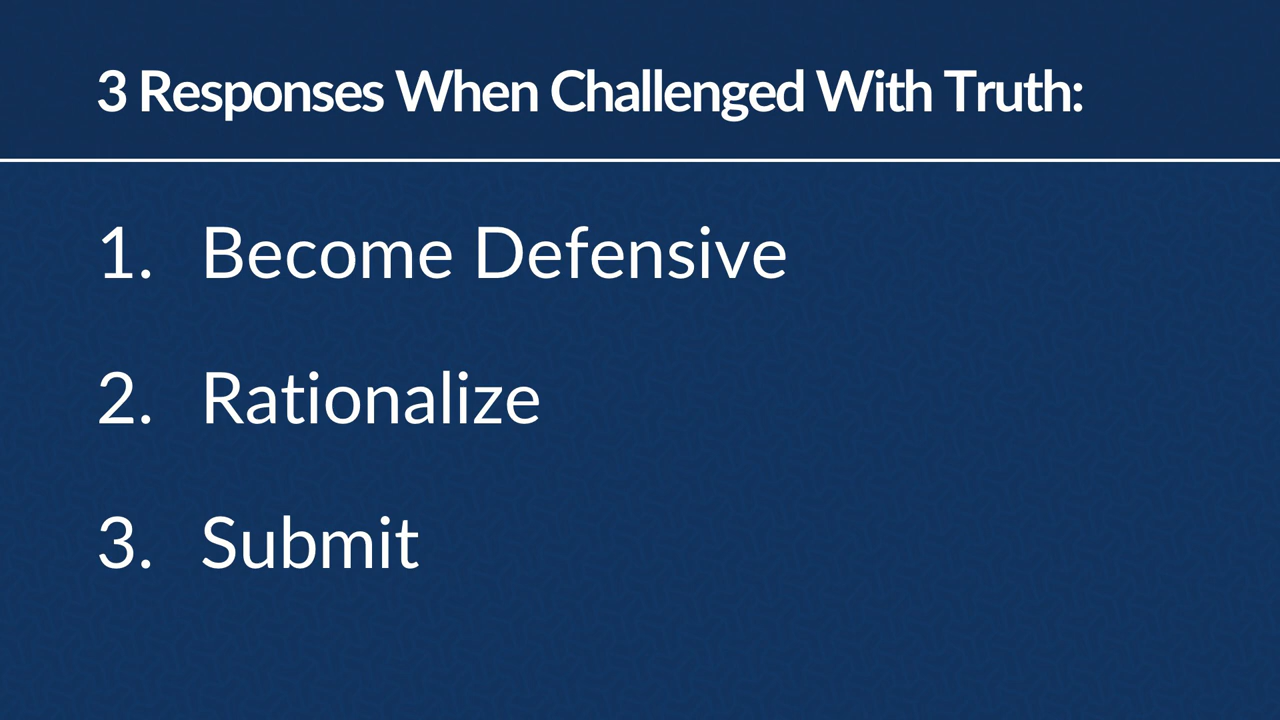 3 Responses When Challenged With Truth:
1. Become Defensive
2. Rationalize
3. Submit